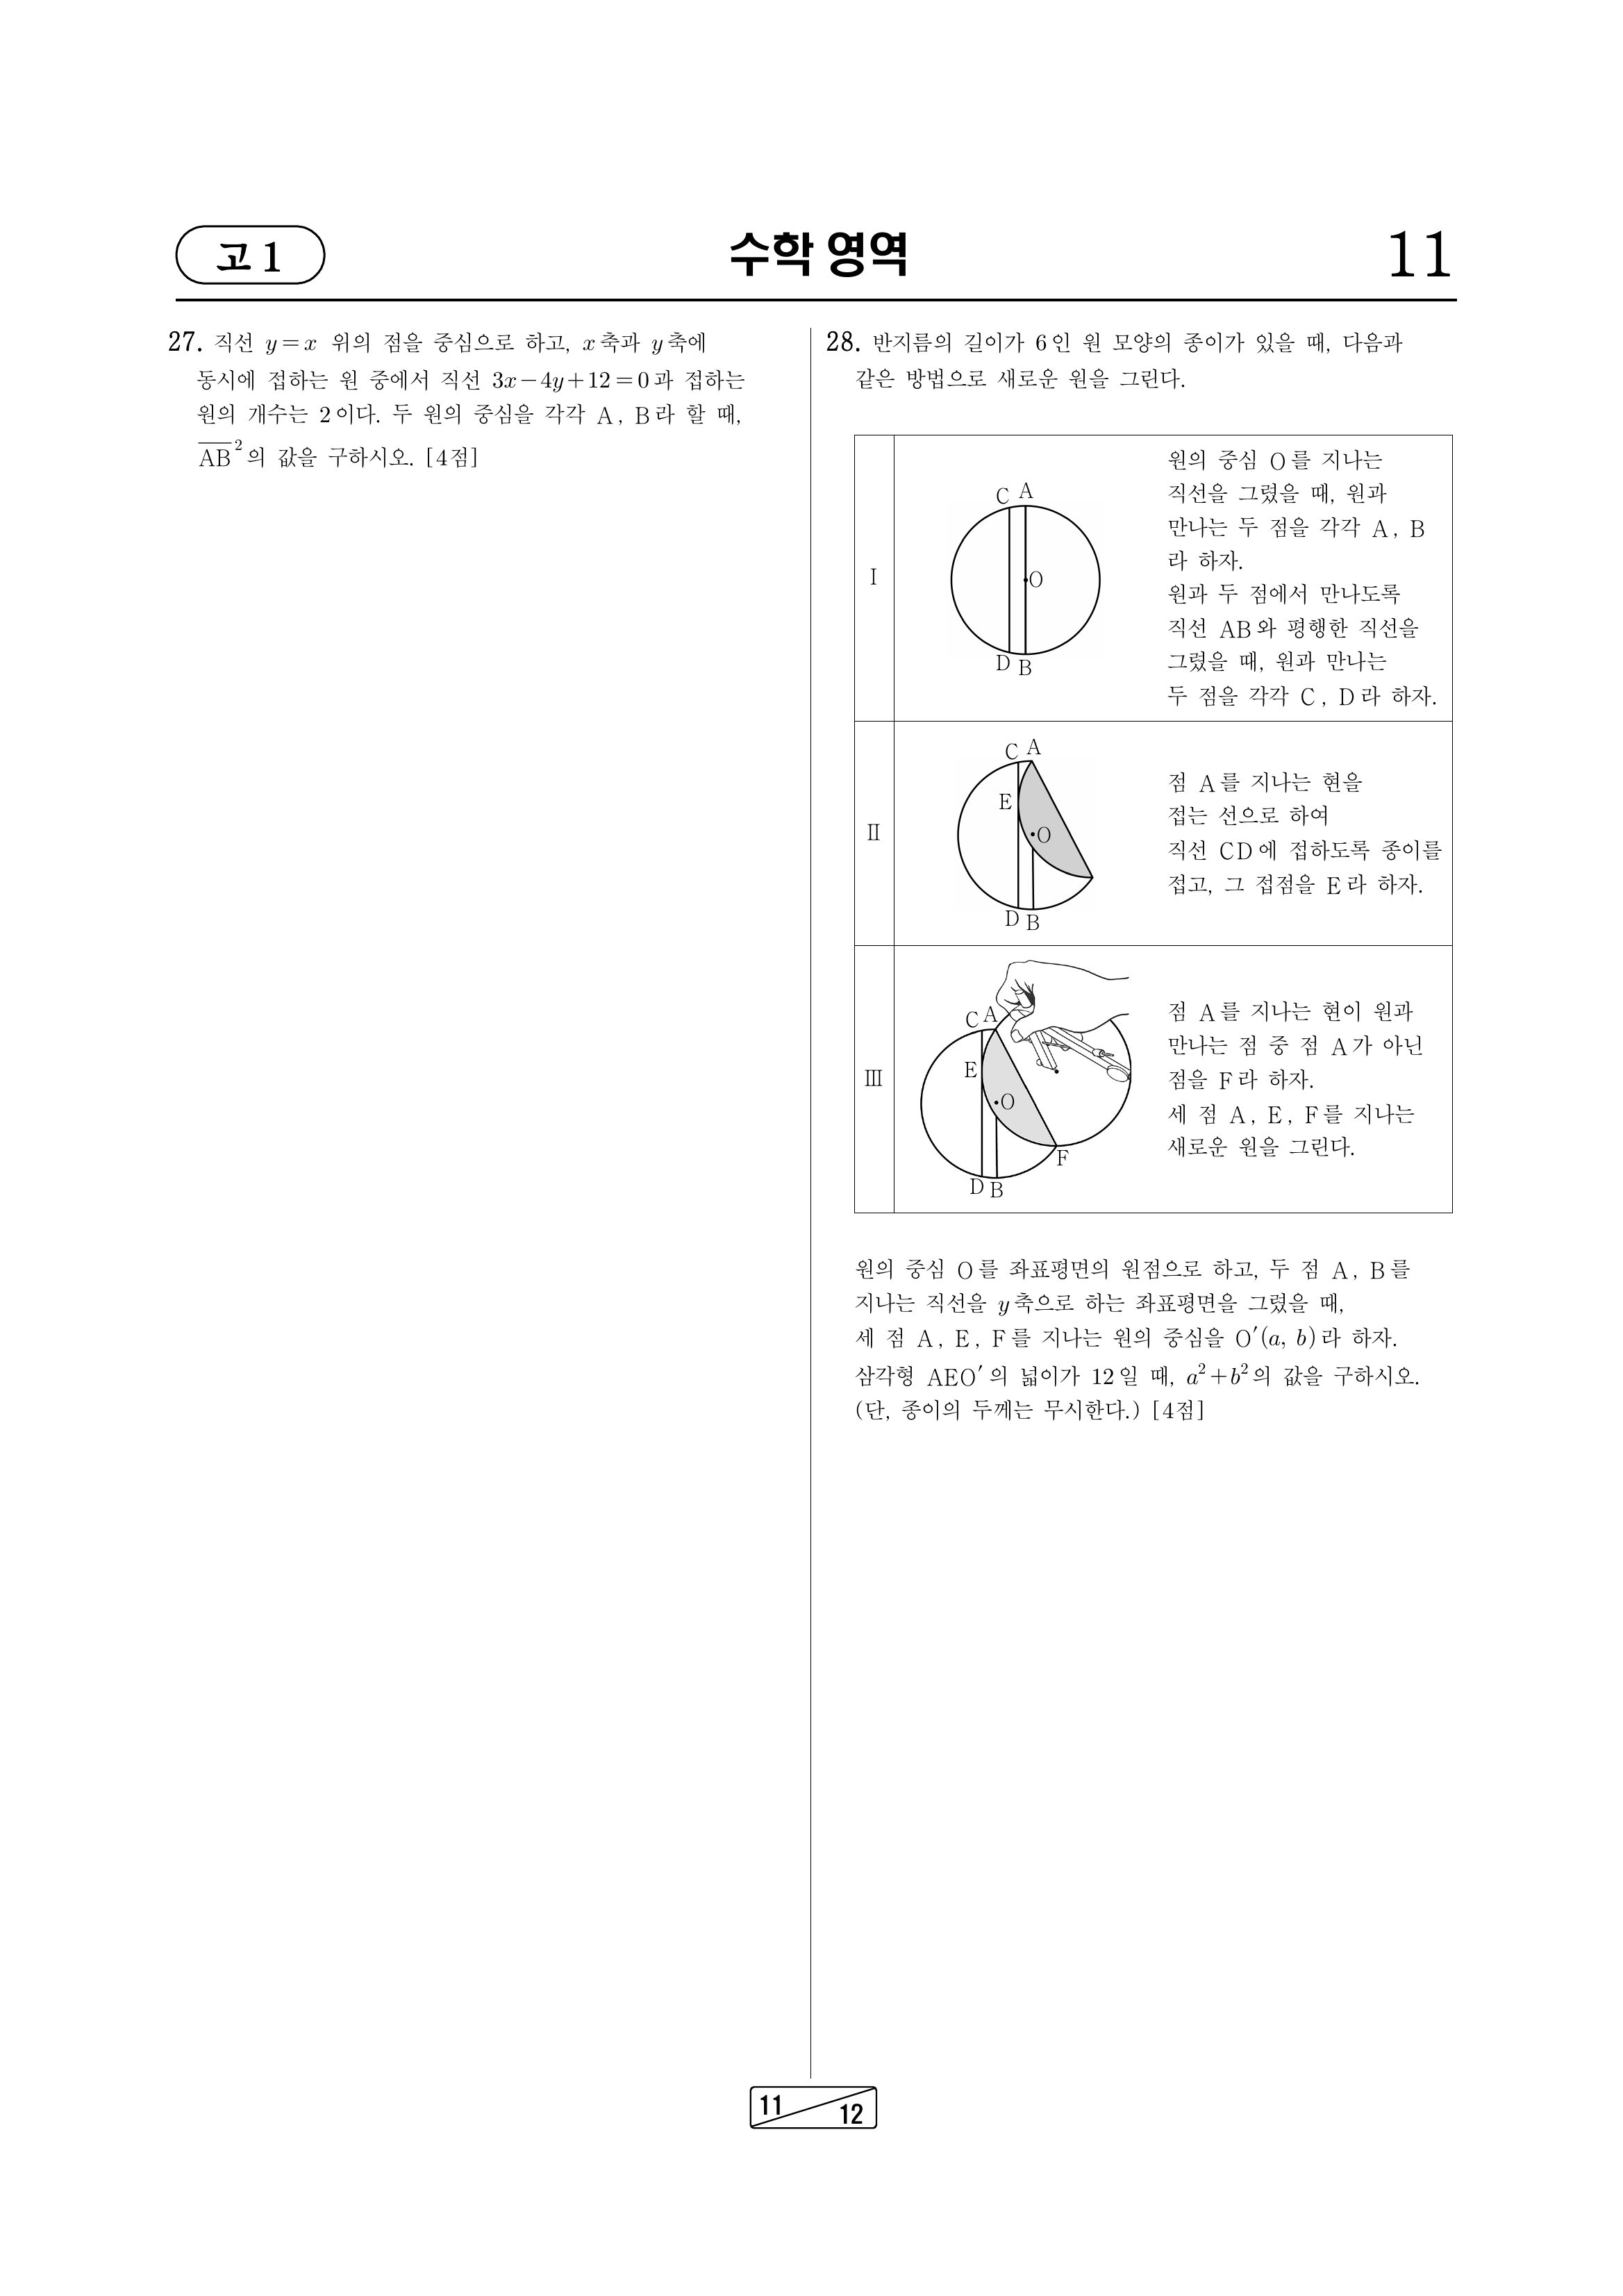 고 1
수학 영역
11
27. 직선 y=x 위의 점을 중심으로 하고, x축과 y축에
동시에 접하는 원 중에서 직선 3x-4y+12=0과 접하는
원의 개수는 2이다. 두 원의 중심을 각각 A, B라 할 때,
$\overline{AB}^2$의 값을 구하시오. [4점]
28. 반지름의 길이가 6인 원 모양의 종이가 있을 때, 다음과
같은 방법으로 새로운 원을 그린다.
Ⅰ
C A
O
D B
원의 중심 O를 지나는
직선을 그렸을 때, 원과
만나는 두 점을 각각 A, B
라 하자.
원과 두 점에서 만나도록
직선 AB와 평행한 직선을
그렸을 때, 원과 만나는
두 점을 각각 C, D라 하자.
Ⅱ
C A
E
O
D B
점 A를 지나는 현을
접는 선으로 하여
직선 CD에 접하도록 종이를
접고, 그 접점을 E라 하자.
Ⅲ
C A
E
O
F
D B
점 A를 지나는 현이 원과
만나는 점 중 점 A가 아닌
점을 F라 하자.
세 점 A, E, F를 지나는
새로운 원을 그린다.
원의 중심 O를 좌표평면의 원점으로 하고, 두 점 A, B를
지나는 직선을 y축으로 하는 좌표평면을 그렸을 때,
세 점 A, E, F를 지나는 원의 중심을 O′(a, b)라 하자.
삼각형 AEO′의 넓이가 12일 때, a²+b²의 값을 구하시오.
(단, 종이의 두께는 무시한다.) [4점]
11
12